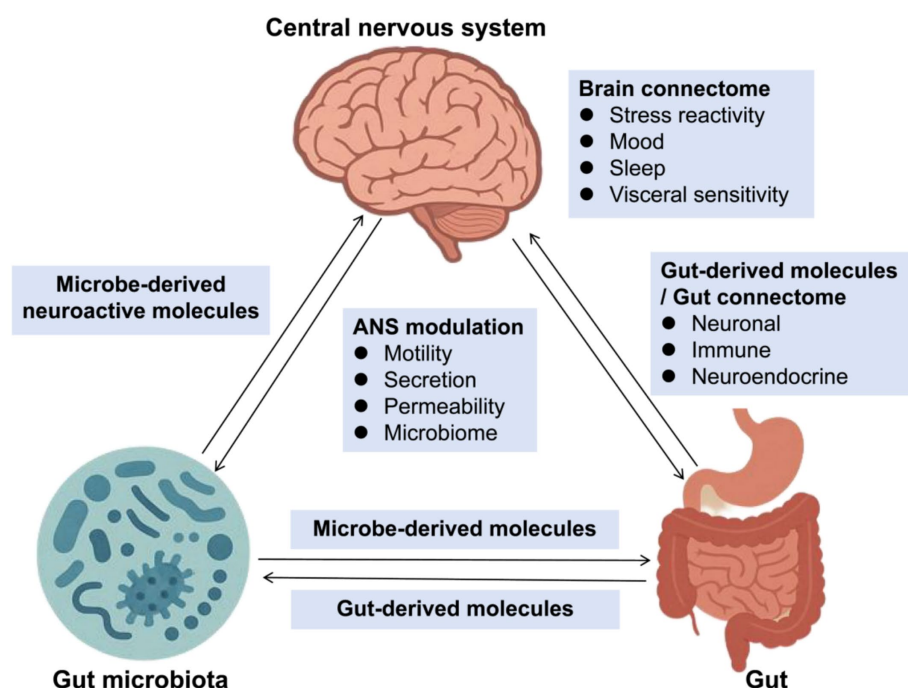 Central nervous system
Brain connectome
● Stress reactivity
● Mood
● Sleep
● Visceral sensitivity
Microbe-derived
neuroactive molecules
Gut-derived molecules
/ Gut connectome
● Neuronal
● Immune
● Neuroendocrine
ANS modulation
● Motility
● Secretion
● Permeability
● Microbiome
Microbe-derived molecules
Gut-derived molecules
Gut microbiota
Gut